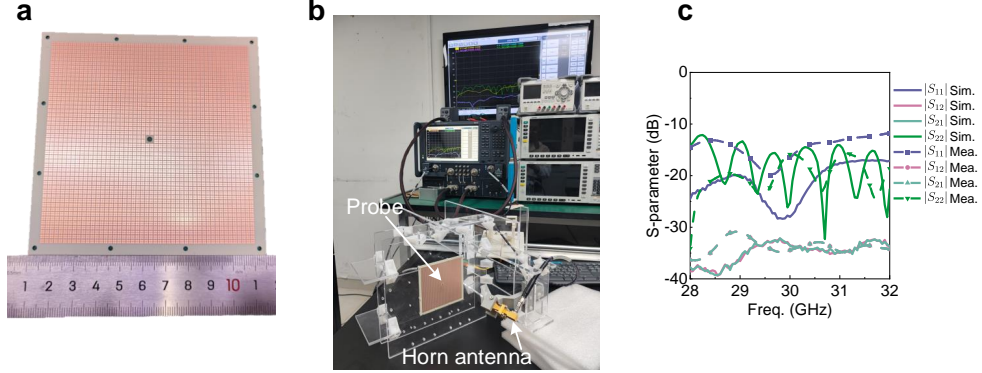 a
b
c
1 2 3 4 5 6 7 8 9 10 1
Probe
Horn antenna
0
-10
-20
-30
-40
S-parameter (dB)
28 29 30 31 32
Freq. (GHz)
|S11| Sim.
|S12| Sim.
|S21| Sim.
|S22| Sim.
|S11| Mea.
|S12| Mea.
|S21| Mea.
|S22| Mea.